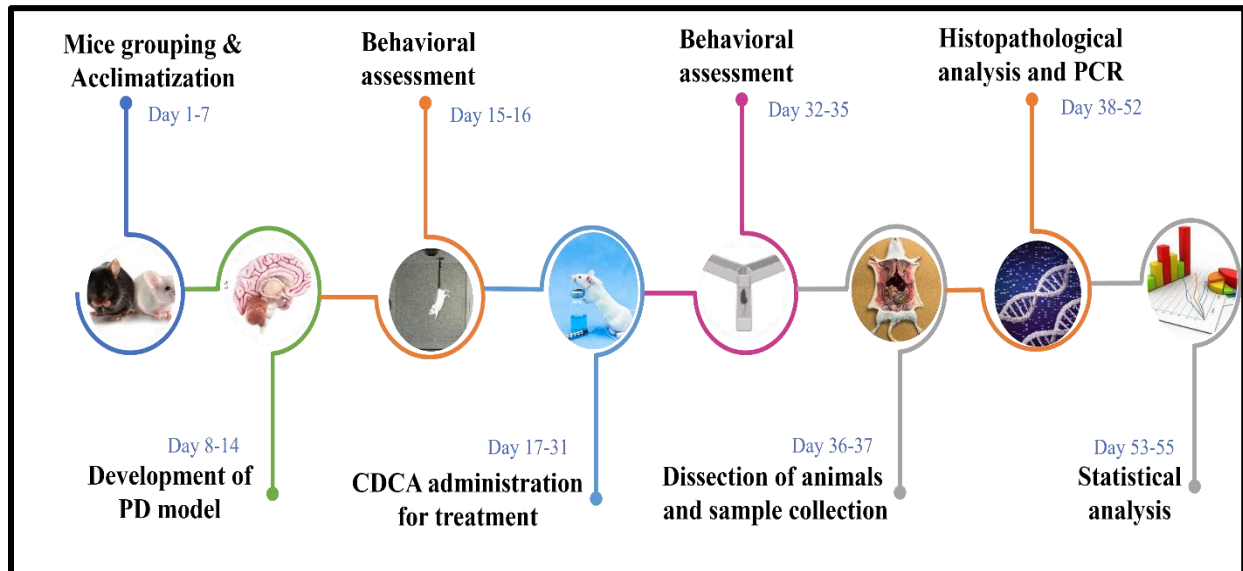 Mice grouping &
Acclimatization
Day 1-7
Behavioral
assessment
Day 15-16
Behavioral
assessment
Day 32-35
Histopathological
analysis and PCR
Day 38-52
Day 8-14
Development of
PD model
Day 17-31
CDCA administration
for treatment
Day 36-37
Dissection of animals
and sample collection
Day 53-55
Statistical
analysis